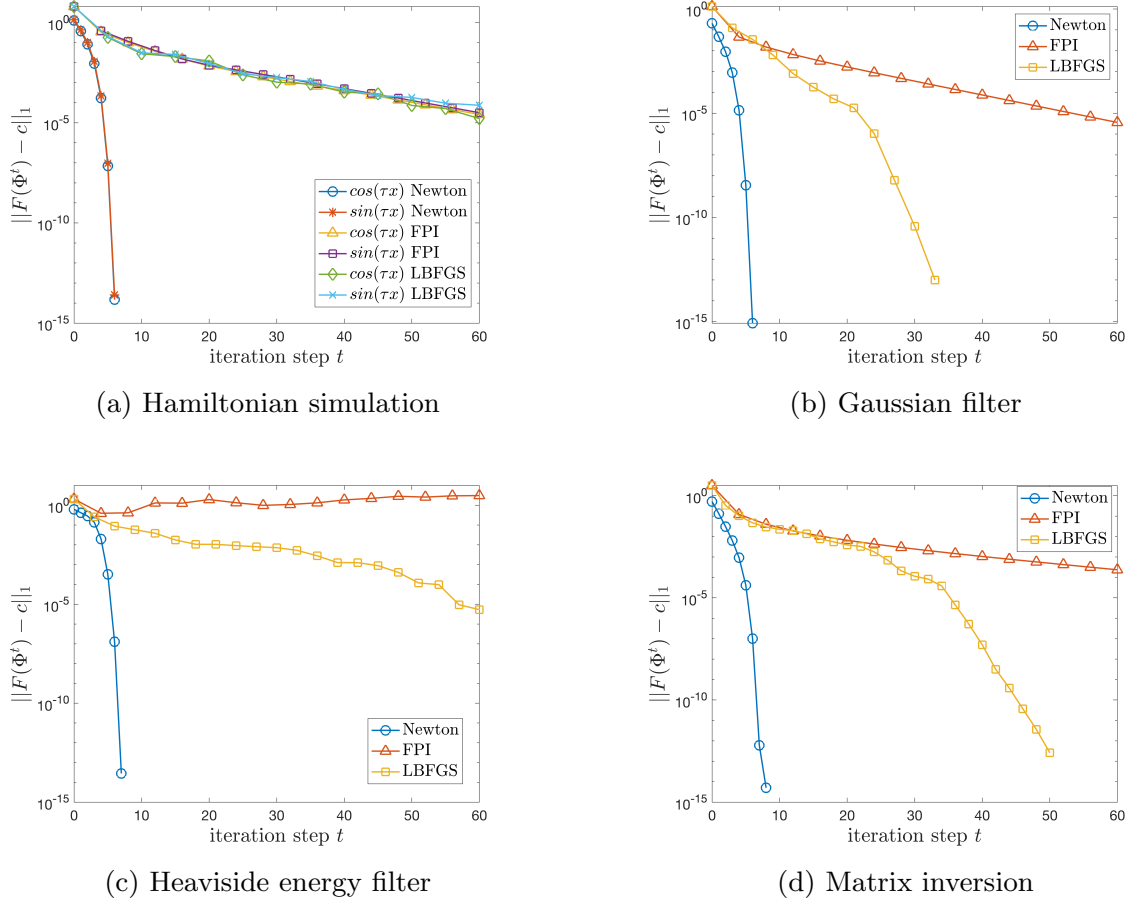 10^0
10^-5
10^-10
10^-15
||F(Φ^t) − c||_1
0 10 20 30 40 50 60
iteration step t
cos(τx) Newton
sin(τx) Newton
cos(τx) FPI
sin(τx) FPI
cos(τx) LBFGS
sin(τx) LBFGS
(a) Hamiltonian simulation
10^0
10^-5
10^-10
10^-15
||F(Φ^t) − c||_1
0 10 20 30 40 50 60
iteration step t
Newton
FPI
LBFGS
(b) Gaussian filter
10^0
10^-5
10^-10
10^-15
||F(Φ^t) − c||_1
0 10 20 30 40 50 60
iteration step t
Newton
FPI
LBFGS
(c) Heaviside energy filter
10^0
10^-5
10^-10
10^-15
||F(Φ^t) − c||_1
0 10 20 30 40 50 60
iteration step t
Newton
FPI
LBFGS
(d) Matrix inversion